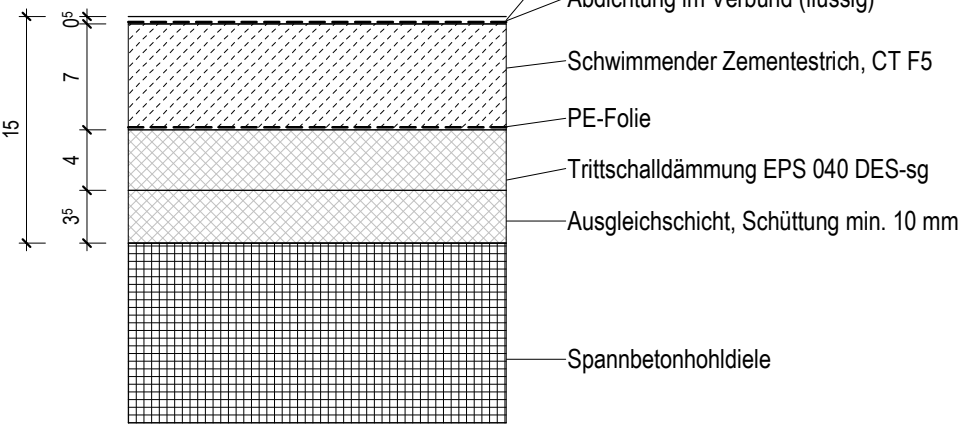 Abdichtung im Verbund (flüssig)
0⁵
Schwimmender Zementestrich, CT F5
7
PE-Folie
15
4
Trittschalldämmung EPS 040 DES-sg
3⁵
Ausgleichschicht, Schüttung min. 10 mm
Spannbetonhohldiele